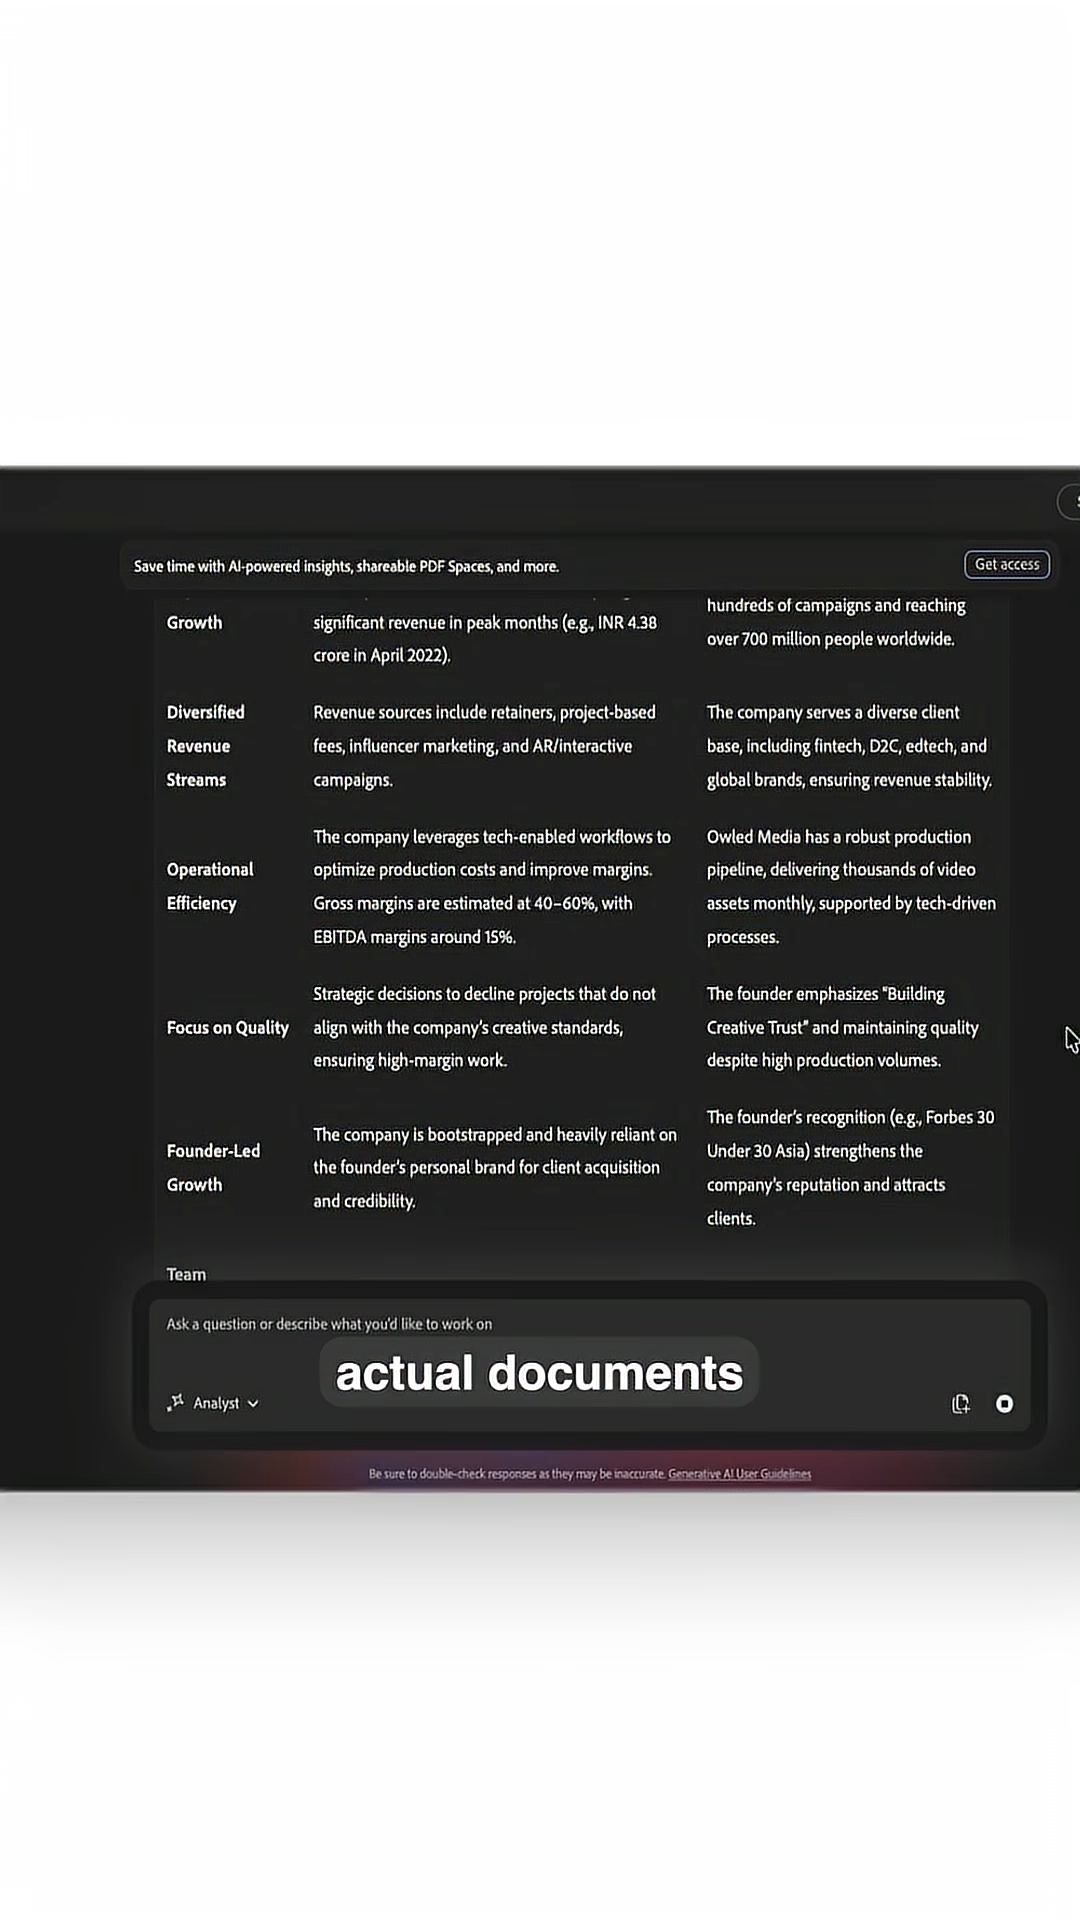 S
Save time with AI-powered insights, shareable PDF Spaces, and more.
Get access
Growth
significant revenue in peak months (e.g., INR 4.38
crore in April 2022).
hundreds of campaigns and reaching
over 700 million people worldwide.
Diversified
Revenue
Streams
Revenue sources include retainers, project-based
fees, influencer marketing, and AR/interactive
campaigns.
The company serves a diverse client
base, including fintech, D2C, edtech, and
global brands, ensuring revenue stability.
Operational
Efficiency
The company leverages tech-enabled workflows to
optimize production costs and improve margins.
Gross margins are estimated at 40–60%, with
EBITDA margins around 15%.
Owled Media has a robust production
pipeline, delivering thousands of video
assets monthly, supported by tech-driven
processes.
Focus on Quality
Strategic decisions to decline projects that do not
align with the company's creative standards,
ensuring high-margin work.
The founder emphasizes "Building
Creative Trust" and maintaining quality
despite high production volumes.
Founder-Led
Growth
The company is bootstrapped and heavily reliant on
the founder's personal brand for client acquisition
and credibility.
The founder's recognition (e.g., Forbes 30
Under 30 Asia) strengthens the
company's reputation and attracts
clients.
Team
Ask a question or describe what you'd like to work on
actual documents
Analyst
Be sure to double-check responses as they may be inaccurate. Generative AI User Guidelines